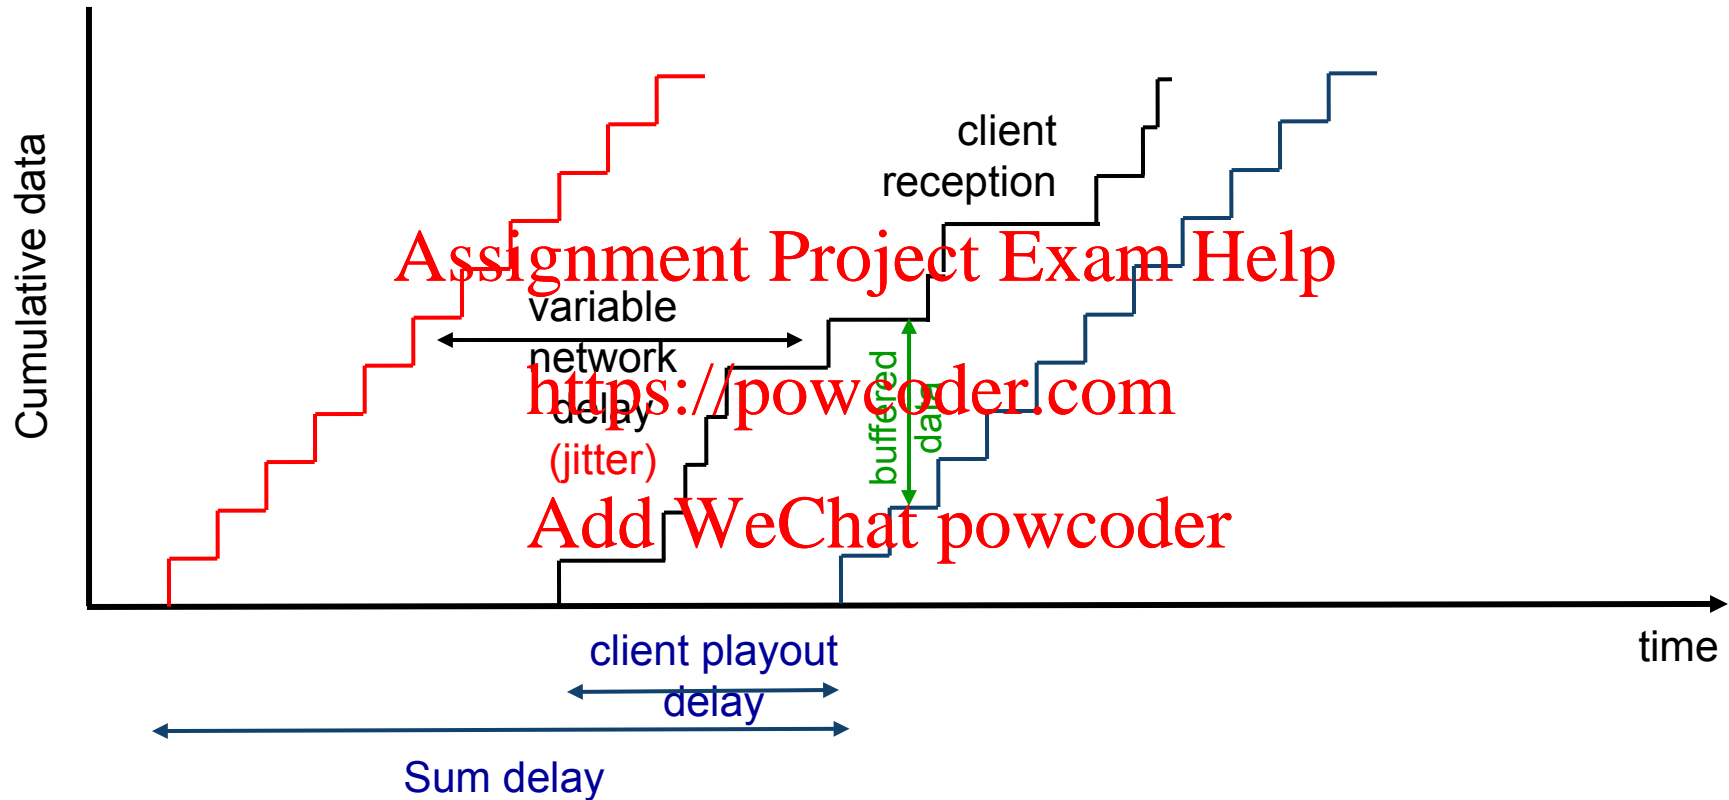 Cumulative data
client
reception
Assignment Project Exam Help
variable
network
delay
(jitter)
https://powcoder.com
buffered
data
Add WeChat powcoder
time
client playout
delay
Sum delay